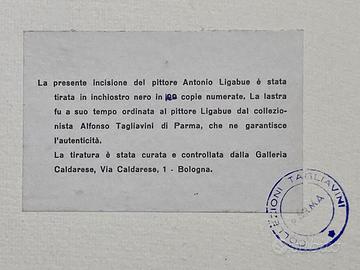 La presente incisione del pittore Antonio Ligabue è stata
tirata in inchiostro nero in copie numerate. La lastra
fu a suo tempo ordinata al pittore Ligabue dal collezio-
nista Alfonso Tagliavini di Parma, che ne garantisce
l'autenticità.
La tiratura è stata curata e controllata dalla Galleria
Caldarese, Via Caldarese, 1 - Bologna.
COLLEZIONI TAGLIAVINI
PARMA
subito